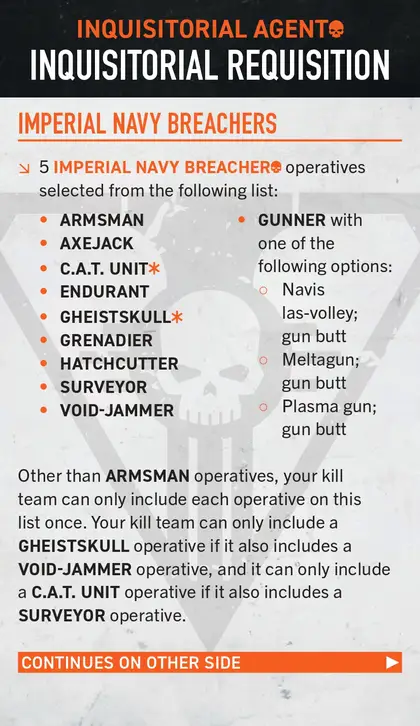 INQUISITORIAL AGENT
INQUISITORIAL REQUISITION
IMPERIAL NAVY BREACHERS
↘ 5 IMPERIAL NAVY BREACHER operatives
selected from the following list:
• ARMSMAN
• AXEJACK
• C.A.T. UNIT*
• ENDURANT
• GHEISTSKULL*
• GRENADIER
• HATCHCUTTER
• SURVEYOR
• VOID-JAMMER
• GUNNER with
one of the
following options:
○ Navis
las-volley;
gun butt
○ Meltagun;
gun butt
○ Plasma gun;
gun butt
Other than ARMSMAN operatives, your kill
team can only include each operative on this
list once. Your kill team can only include a
GHEISTSKULL operative if it also includes a
VOID-JAMMER operative, and it can only include
a C.A.T. UNIT operative if it also includes a
SURVEYOR operative.
CONTINUES ON OTHER SIDE ▶